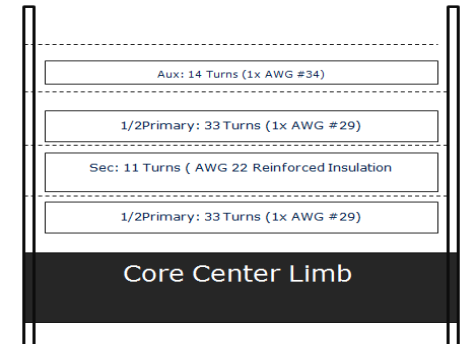 Aux: 14 Turns (1x AWG #34)
1/2Primary: 33 Turns (1x AWG #29)
Sec: 11 Turns ( AWG 22 Reinforced Insulation
1/2Primary: 33 Turns (1x AWG #29)
Core Center Limb